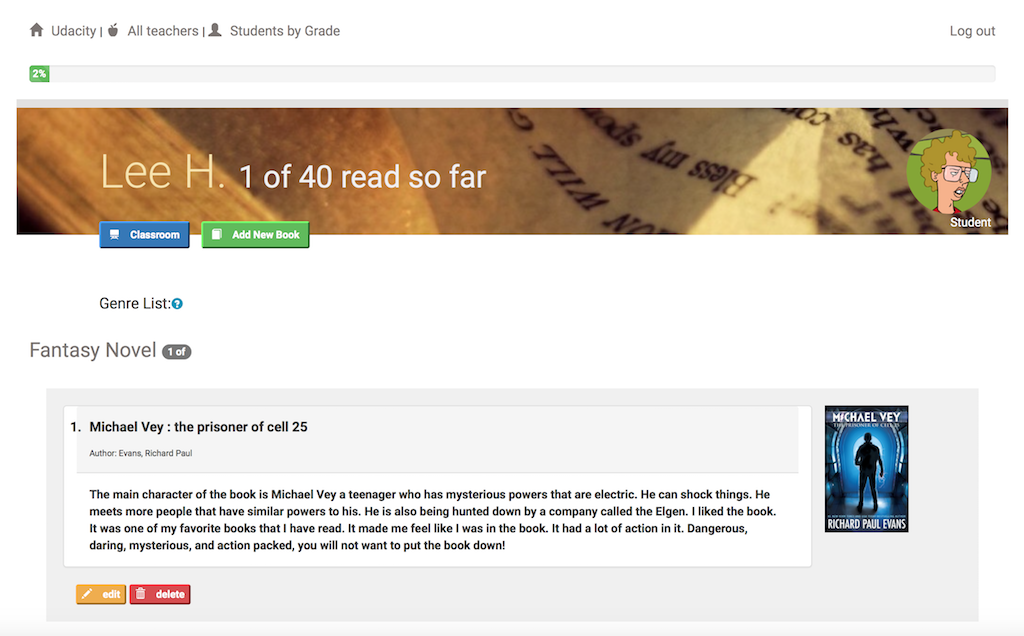 Udacity | All teachers | Students by Grade
Log out
2%
Lee H. 1 of 40 read so far
Bless my spor
has
who
WILL
Student
Classroom
Add New Book
Genre List:
Fantasy Novel 1 of
1. Michael Vey : the prisoner of cell 25
Author: Evans, Richard Paul
The main character of the book is Michael Vey a teenager who has mysterious powers that are electric. He can shock things. He
meets more people that have similar powers to his. He is also being hunted down by a company called the Elgen. I liked the book.
It was one of my favorite books that I have read. It made me feel like I was in the book. It had a lot of action in it. Dangerous,
daring, mysterious, and action packed, you will not want to put the book down!
MICHAEL VEY
THE PRISONER OF CELL 25
RICHARD PAUL EVANS
edit
delete